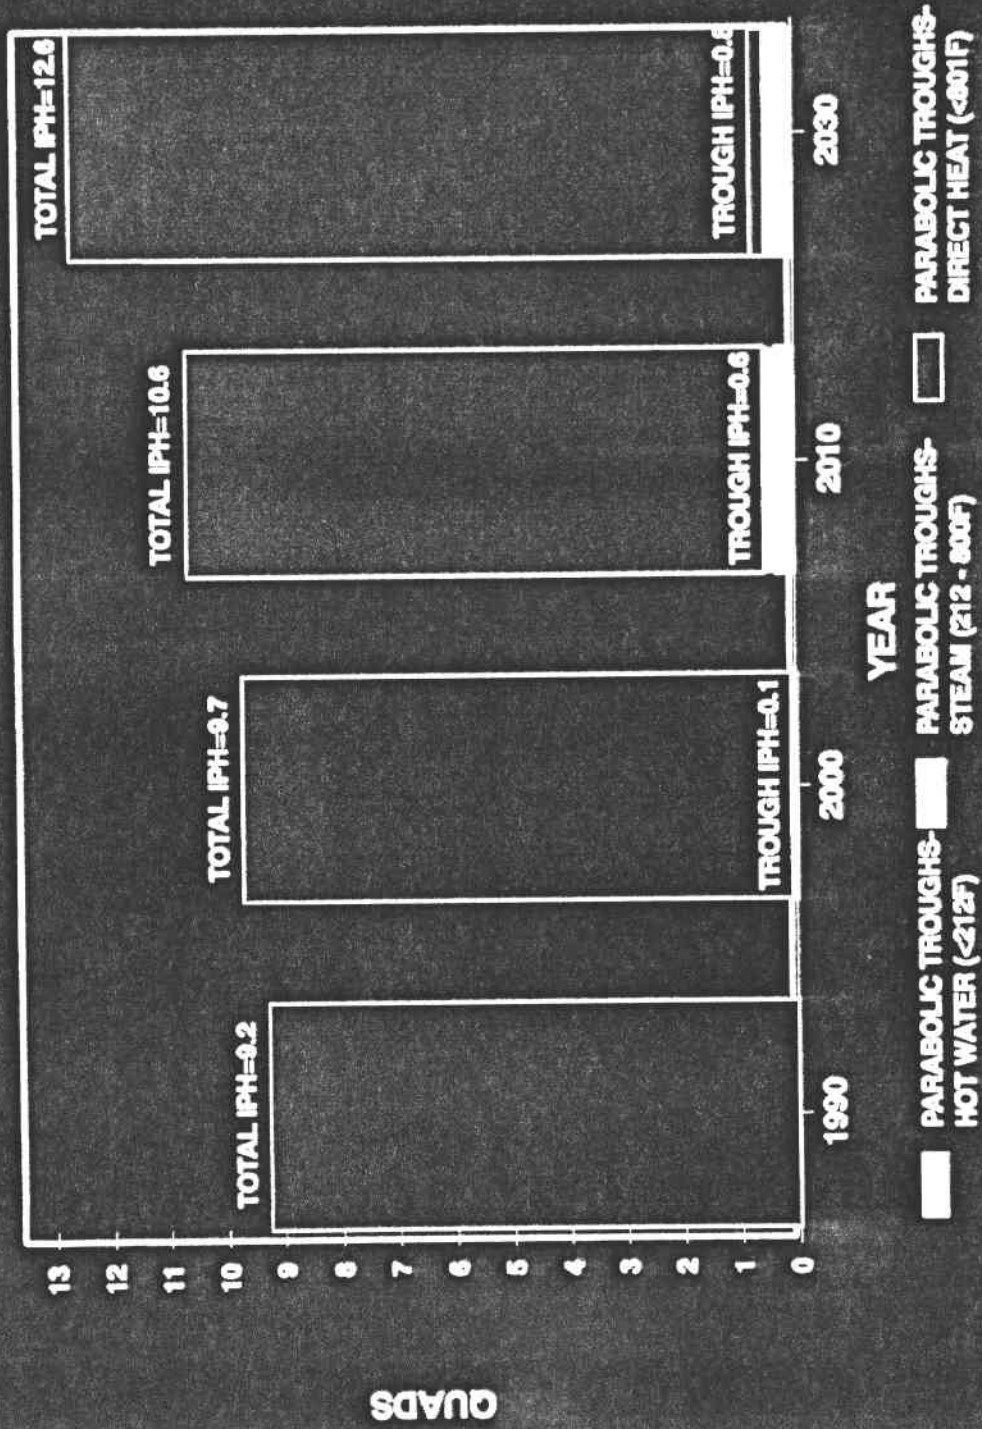 QUADS
13
12
11
10
9
8
7
6
5
4
3
2
1
0
TOTAL IPH=9.2
TOTAL IPH=9.7
TROUGH IPH=0.1
TOTAL IPH=10.6
TROUGH IPH=0.6
TOTAL IPH=12.6
TROUGH IPH=0.8
1990
2000
2010
2030
YEAR
PARABOLIC TROUGHS-
HOT WATER (<212F)
PARABOLIC TROUGHS-
STEAM (212 - 800F)
PARABOLIC TROUGHS-
DIRECT HEAT (<801F)